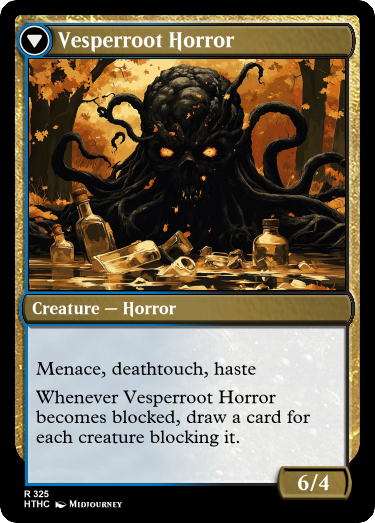 Vesperroot Horror
Creature — Horror
Menace, deathtouch, haste
Whenever Vesperroot Horror
becomes blocked, draw a card for
each creature blocking it.
6/4
R 325
HTHC Midjourney